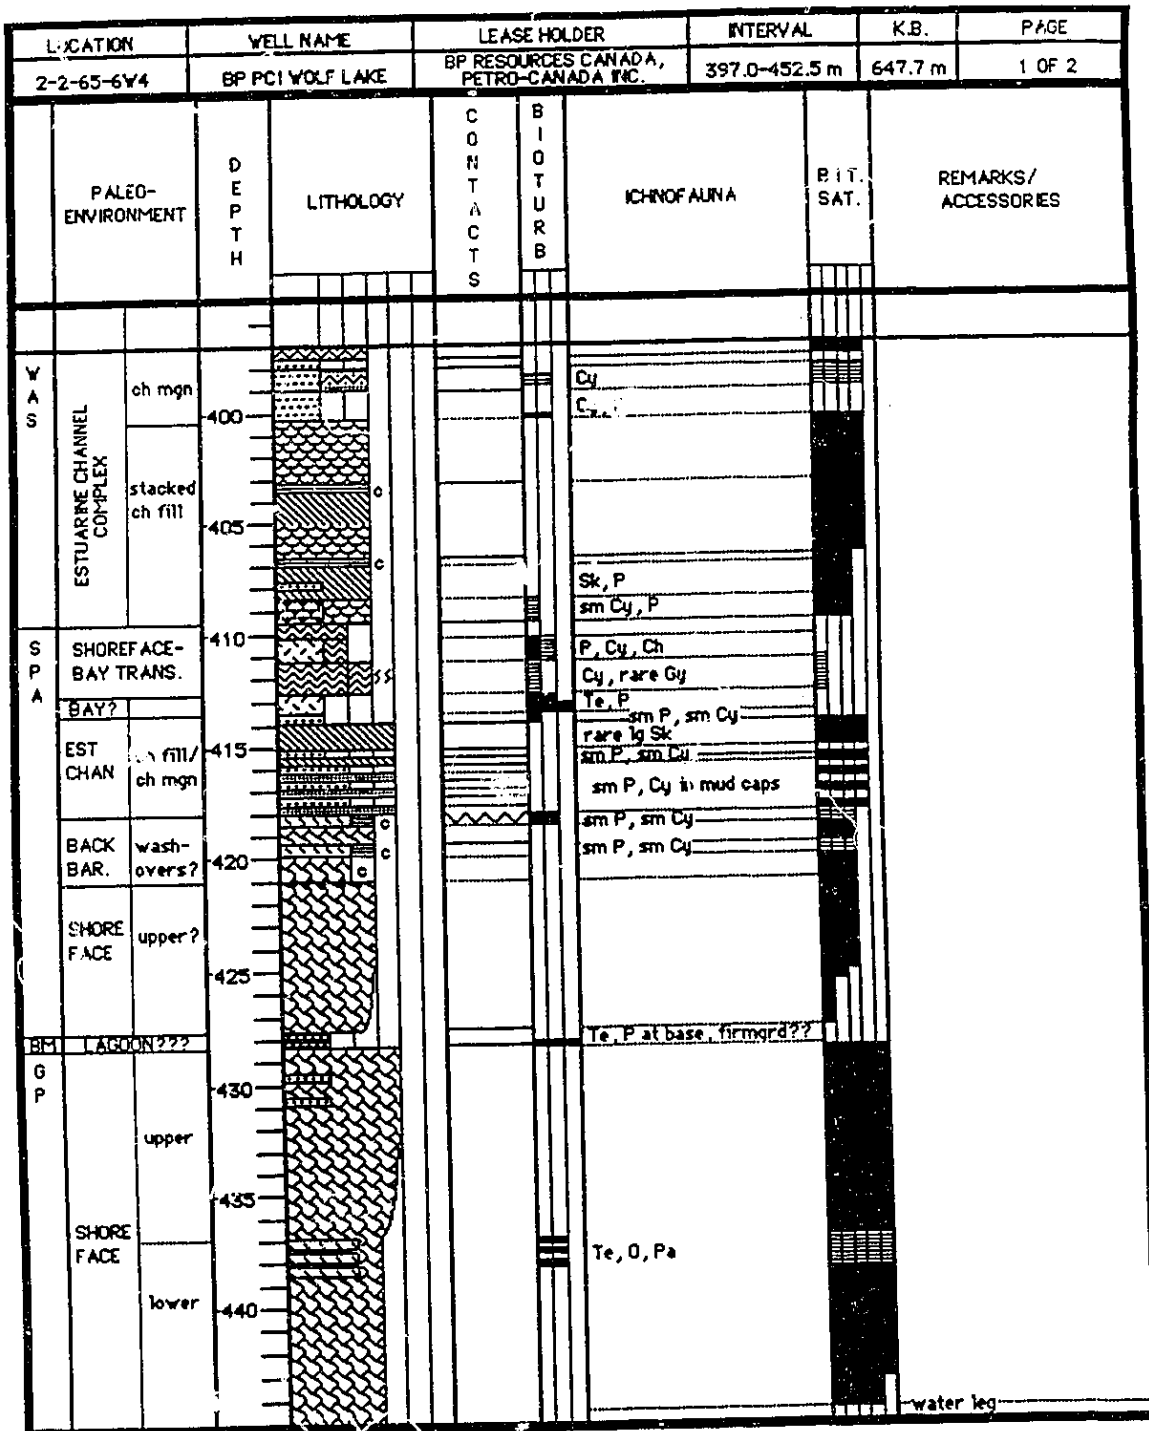 LOCATION WELL NAME LEASE HOLDER INTERVAL K.B. PAGE
2-2-65-6W4 BP PCI WOLF LAKE BP RESOURCES CANADA, PETRO-CANADA INC. 397.0-452.5 m 647.7 m 1 OF 2
PALEO-ENVIRONMENT DEPTH LITHOLOGY CONTACTS BIOTURB ICHNOFAUNA BIT. SAT. REMARKS/ ACCESSORIES
WAS
ESTUARINE CHANNEL COMPLEX
ch mgn
Cy
400
stacked
ch fill
c
405
c
Sk, P
sm Cy, P
410
SPA
SHOREFACE-
BAY TRANS.
P, Cy, Ch
Cy, rare Gy
BAY?
Te, P
sm P, sm Cy
rare lg Sk
415
EST
CHAN
ch fill/
ch mgn
sm P, sm Cy
sm P, Cy in mud caps
c
sm P, sm Cy
BACK
BAR.
wash-
overs?
c
sm P, sm Cy
420
c
SHORE
FACE
upper?
425
BM LAGOON??? Te, P at base, firmgrd??
GP
430
upper
435
SHORE
FACE
Te, O, Pa
lower
440
water leg